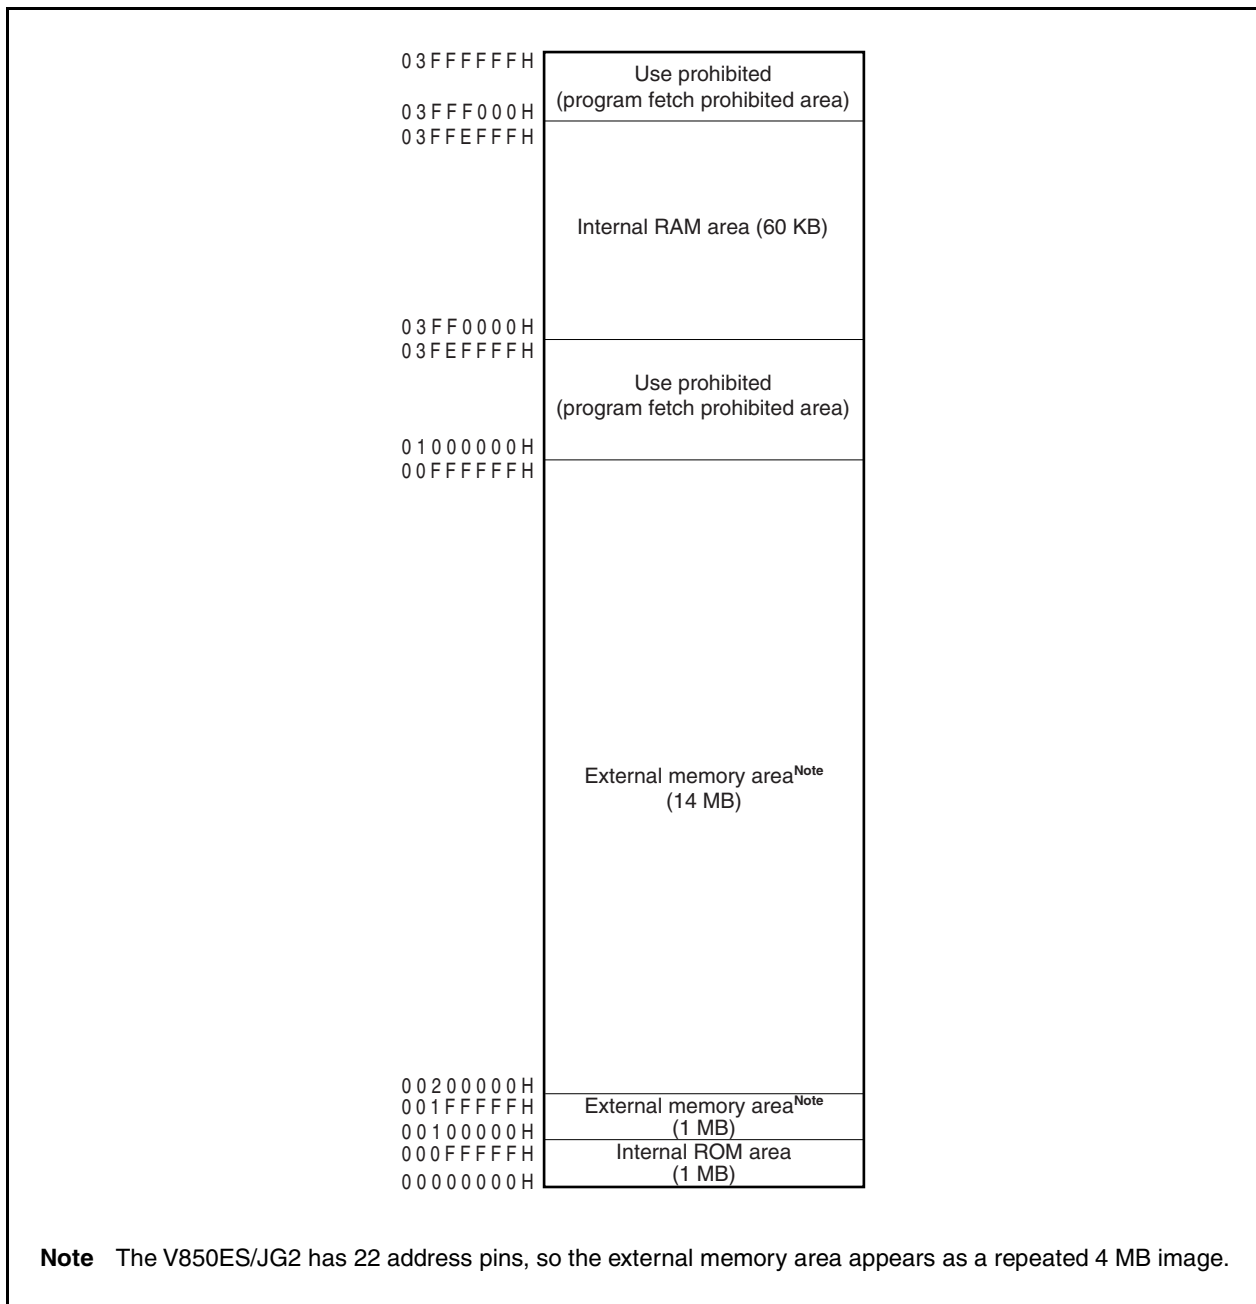 03FFFFFFH
Use prohibited
(program fetch prohibited area)
03FFF000H
03FFEFFFH
Internal RAM area (60 KB)
03FF0000H
03FEFFFFH
Use prohibited
(program fetch prohibited area)
01000000H
00FFFFFFH
External memory areaNote
(14 MB)
00200000H
001FFFFFH
External memory areaNote
(1 MB)
00100000H
000FFFFFH
Internal ROM area
(1 MB)
00000000H
Note The V850ES/JG2 has 22 address pins, so the external memory area appears as a repeated 4 MB image.